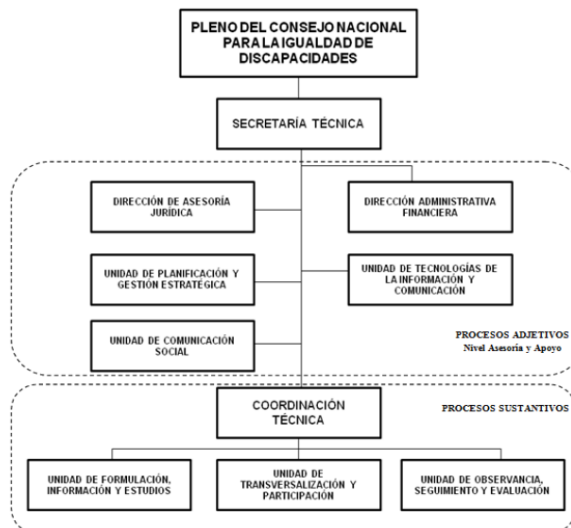 PLENO DEL CONSEJO NACIONAL
PARA LA IGUALDAD DE
DISCAPACIDADES
SECRETARÍA TÉCNICA
DIRECCIÓN DE ASESORÍA
JURÍDICA
DIRECCIÓN ADMINISTRATIVA
FINANCIERA
UNIDAD DE PLANIFICACIÓN Y
GESTIÓN ESTRATÉGICA
UNIDAD DE TECNOLOGÍAS DE
LA INFORMACIÓN Y
COMUNICACIÓN
UNIDAD DE COMUNICACIÓN
SOCIAL
PROCESOS ADJETIVOS
Nivel Asesoría y Apoyo
COORDINACIÓN
TÉCNICA
PROCESOS SUSTANTIVOS
UNIDAD DE FORMULACIÓN,
INFORMACIÓN Y ESTUDIOS
UNIDAD DE
TRANSVERSALIZACIÓN Y
PARTICIPACIÓN
UNIDAD DE OBSERVANCIA,
SEGUIMIENTO Y EVALUACIÓN